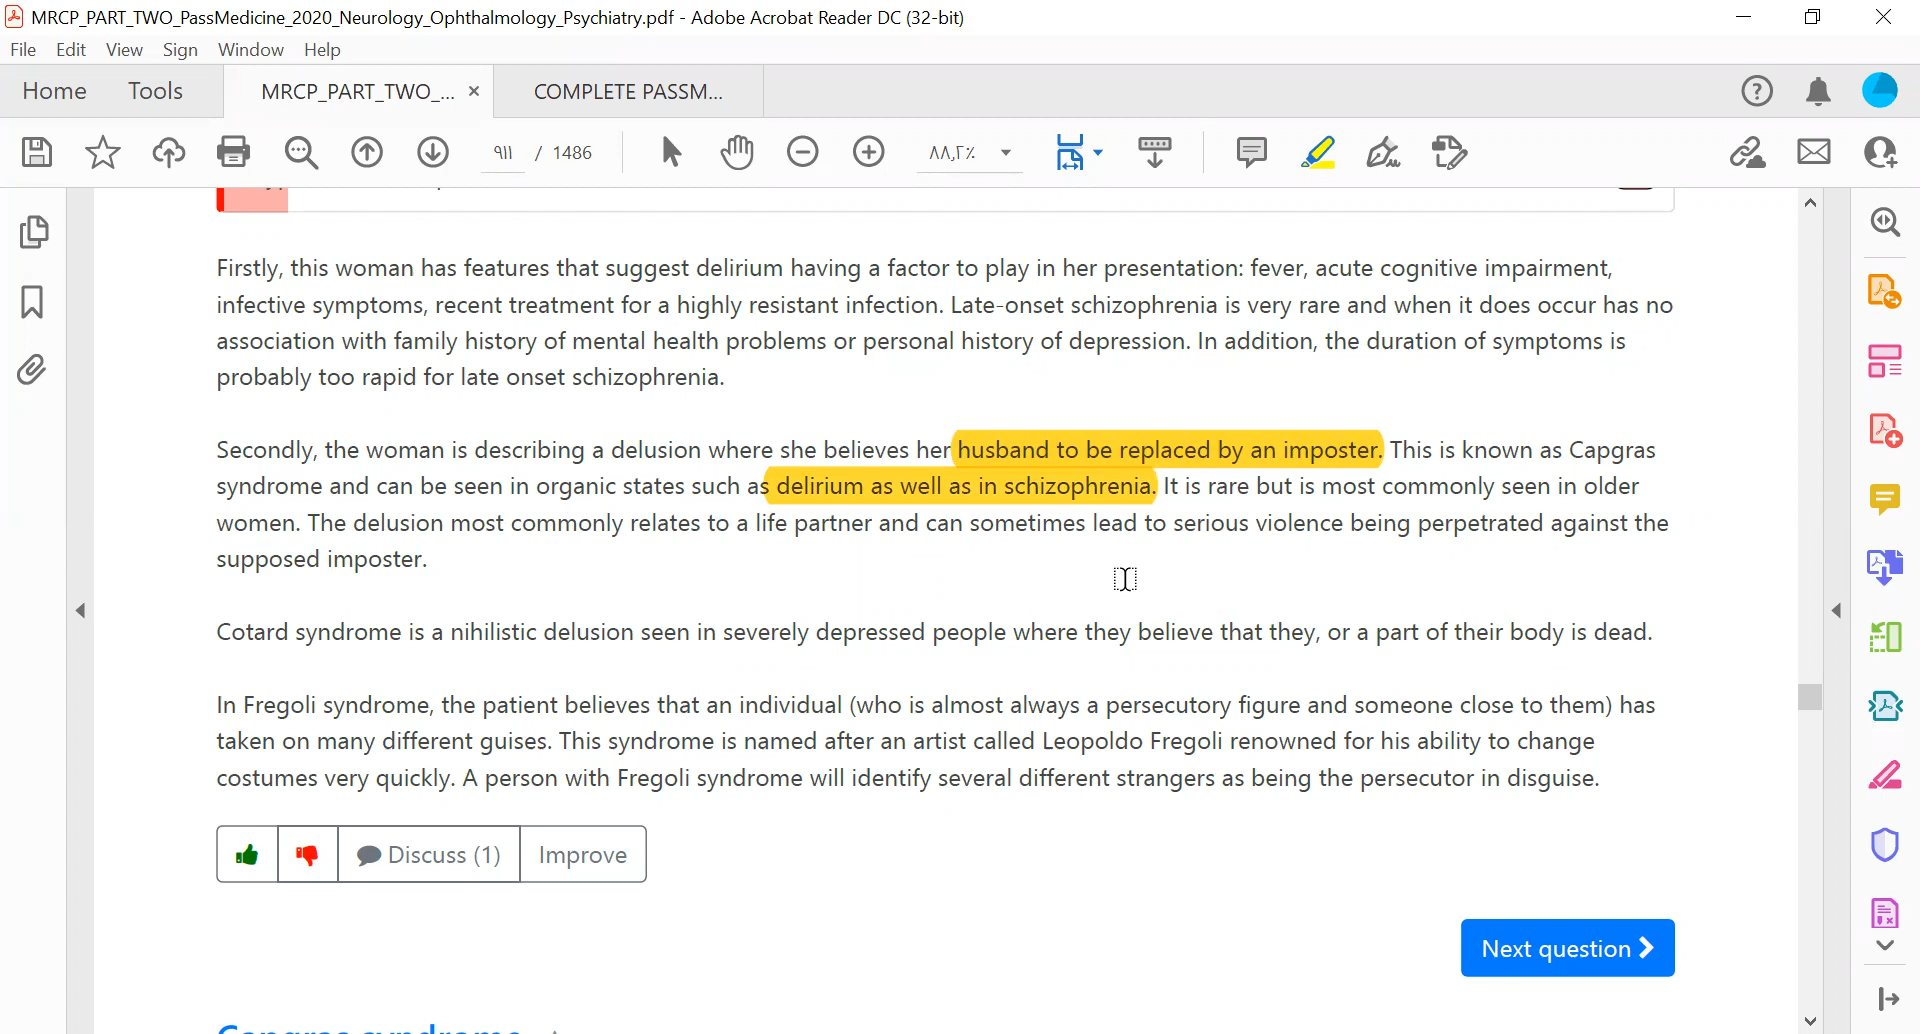 MRCP_PART_TWO_PassMedicine_2020_Neurology_Ophthalmology_Psychiatry.pdf - Adobe Acrobat Reader DC (32-bit)
File Edit View Sign Window Help
Home Tools MRCP_PART_TWO_... × COMPLETE PASSM...
٩١١ / 1486 ٨٨,٢٪
Firstly, this woman has features that suggest delirium having a factor to play in her presentation: fever, acute cognitive impairment,
infective symptoms, recent treatment for a highly resistant infection. Late-onset schizophrenia is very rare and when it does occur has no
association with family history of mental health problems or personal history of depression. In addition, the duration of symptoms is
probably too rapid for late onset schizophrenia.
Secondly, the woman is describing a delusion where she believes her husband to be replaced by an imposter. This is known as Capgras
syndrome and can be seen in organic states such as delirium as well as in schizophrenia. It is rare but is most commonly seen in older
women. The delusion most commonly relates to a life partner and can sometimes lead to serious violence being perpetrated against the
supposed imposter.
Cotard syndrome is a nihilistic delusion seen in severely depressed people where they believe that they, or a part of their body is dead.
In Fregoli syndrome, the patient believes that an individual (who is almost always a persecutory figure and someone close to them) has
taken on many different guises. This syndrome is named after an artist called Leopoldo Fregoli renowned for his ability to change
costumes very quickly. A person with Fregoli syndrome will identify several different strangers as being the persecutor in disguise.
Discuss (1) Improve
Next question
Capgras syndrome